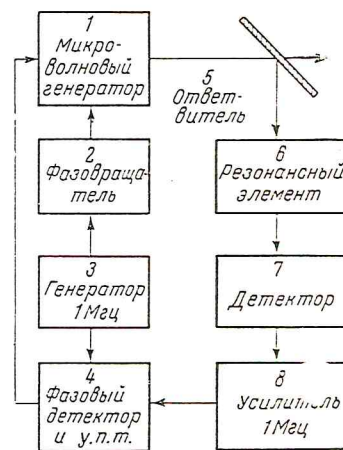 1
Микро-
волновый
генератор
5
Ответ-
витель
2
Фазовраща-
тель
6
Резонансный
элемент
3
Генератор
1Мгц
7
Детектор
4
Фазовый
детектор
и у.п.т.
8
Усилитель
1Мгц